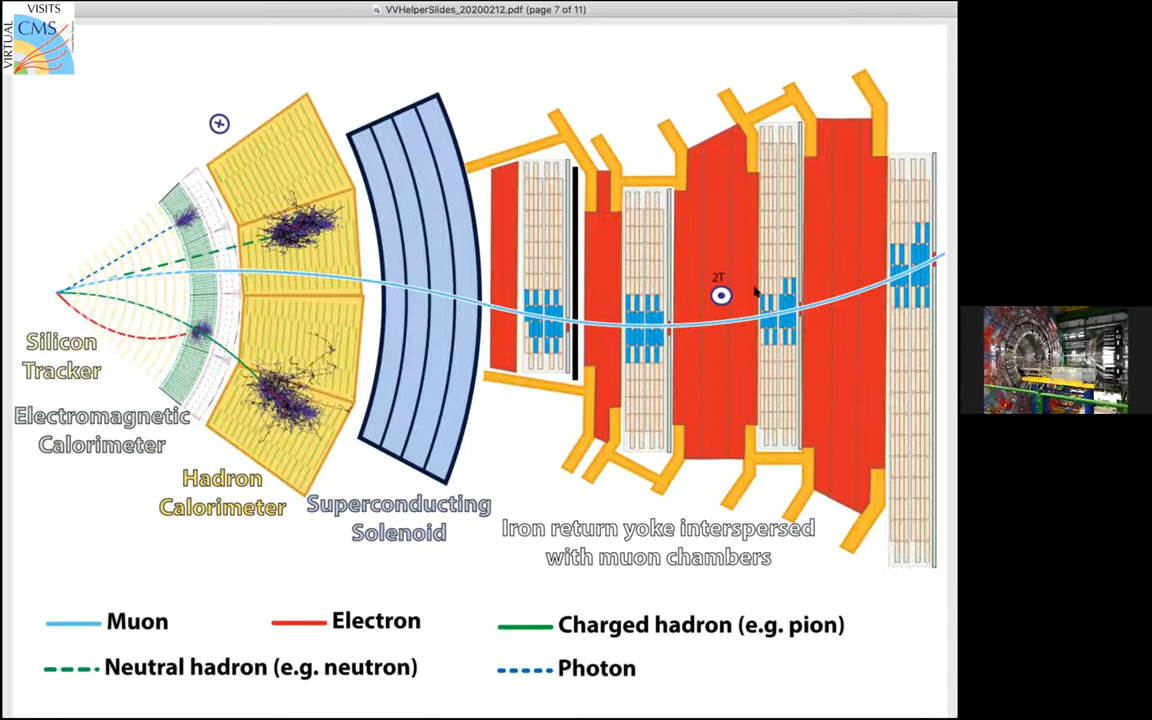 VVHelperSlides_20200212.pdf (page 7 of 11)
VISITS
VIRTUAL
CMS
2T
Silicon
Tracker
Electromagnetic
Calorimeter
Hadron
Calorimeter
Superconducting
Solenoid
Iron return yoke interspersed
with muon chambers
Muon
Electron
Charged hadron (e.g. pion)
Neutral hadron (e.g. neutron)
Photon